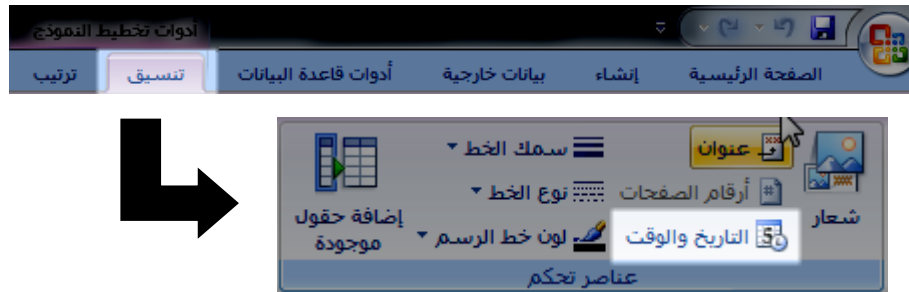 أدوات تخطيط النموذج
الصفحة الرئيسية إنشاء بيانات خارجية أدوات قاعدة البيانات تنسيق ترتيب
شعار
عنوان
أرقام الصفحات
التاريخ والوقت
سمك الخط
نوع الخط
لون خط الرسم
إضافة حقول
موجودة
عناصر تحكم